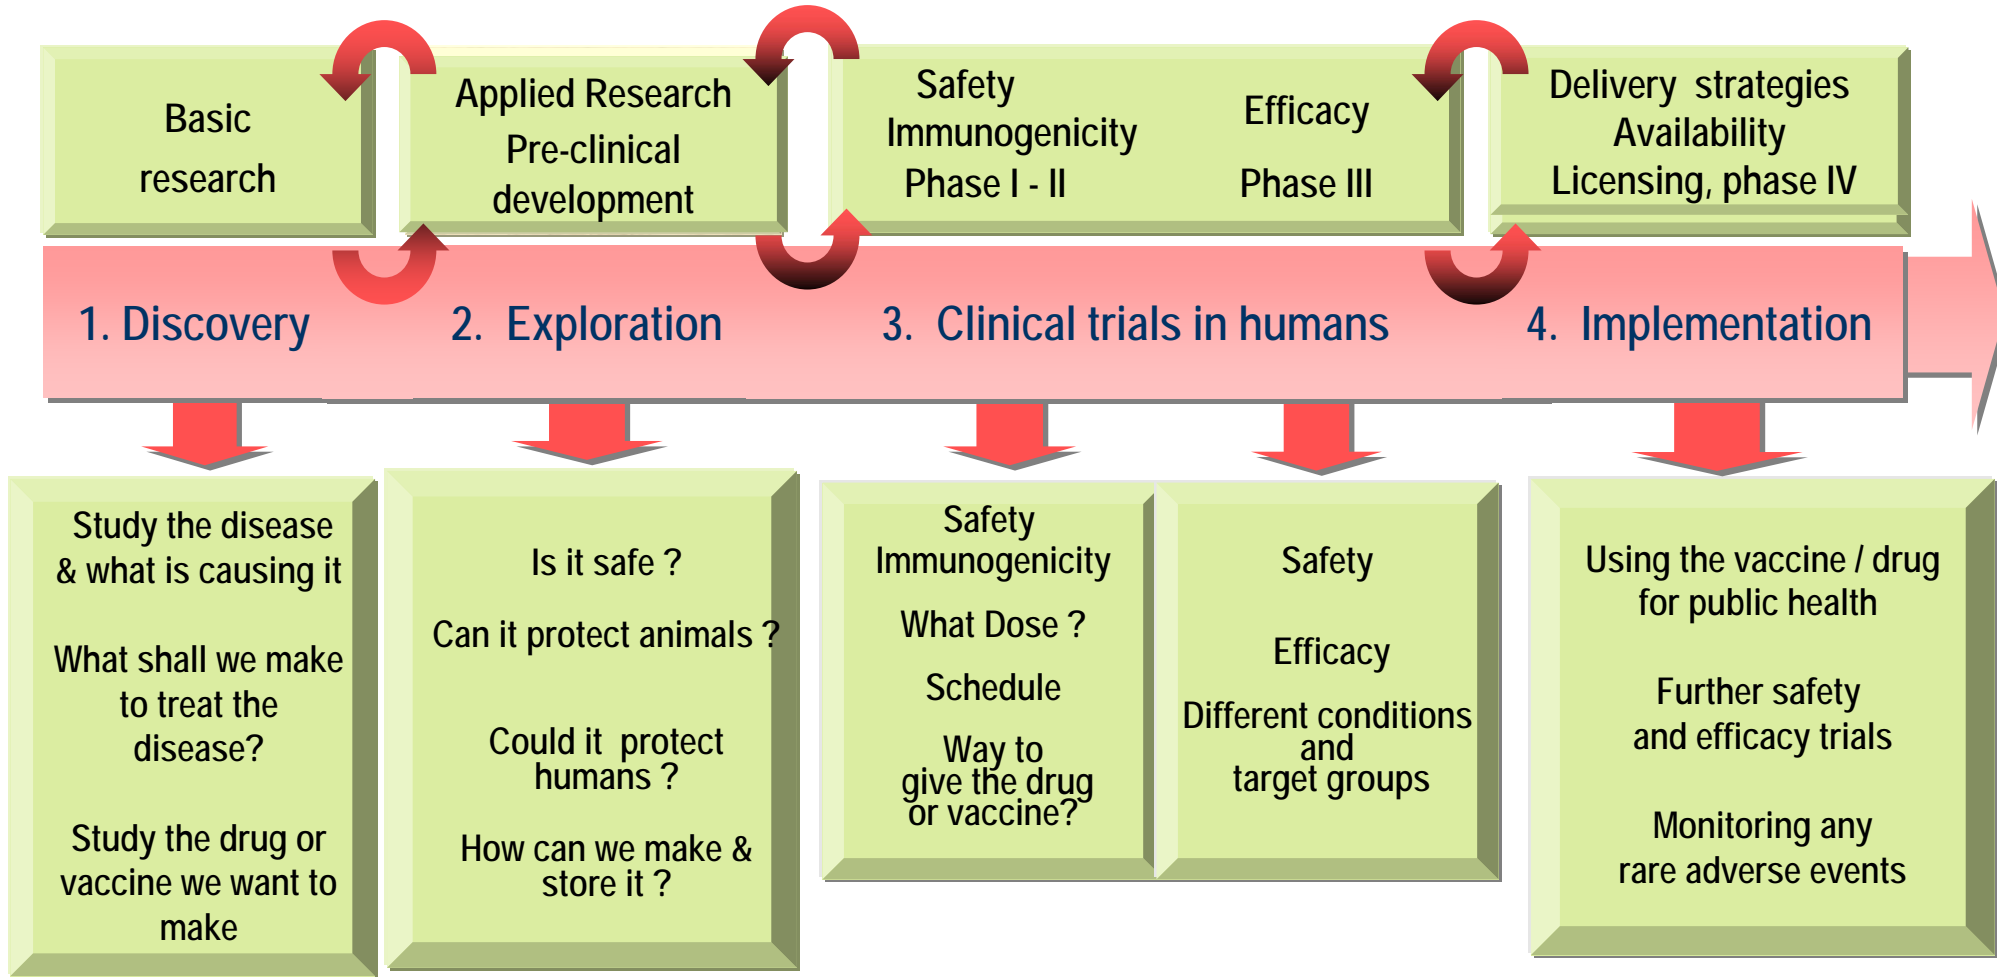 Basic
research
Applied Research
Pre-clinical
development
Safety
Immunogenicity
Phase I - II
Efficacy
Phase III
Delivery strategies
Availability
Licensing, phase IV
1. Discovery
2. Exploration
3. Clinical trials in humans
4. Implementation
Study the disease
& what is causing it
What shall we make
to treat the
disease?
Study the drug or
vaccine we want to
make
Is it safe ?
Can it protect animals ?
Could it protect
humans ?
How can we make &
store it ?
Safety
Immunogenicity
What Dose ?
Schedule
Way to
give the drug
or vaccine?
Safety
Efficacy
Different conditions
and
target groups
Using the vaccine / drug
for public health
Further safety
and efficacy trials
Monitoring any
rare adverse events